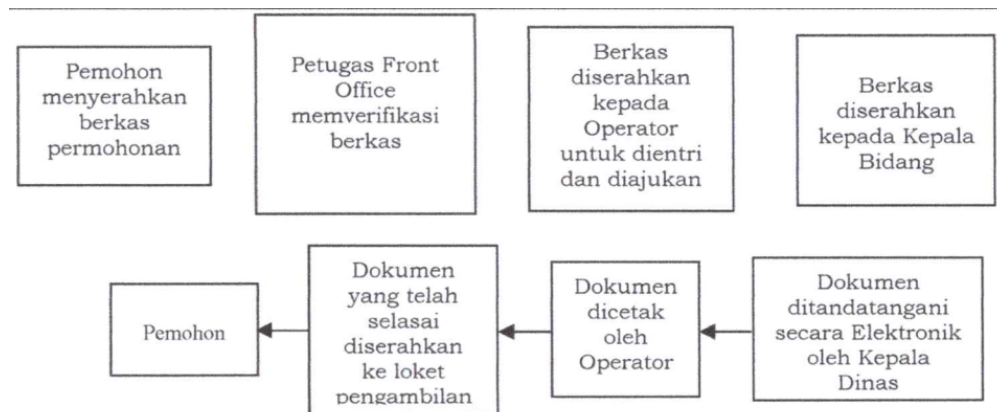 Pemohon
menyerahkan
berkas
permohonan
Petugas Front
Office
memverifikasi
berkas
Berkas
diserahkan
kepada
Operator
untuk dientri
dan diajukan
Berkas
diserahkan
kepada Kepala
Bidang
Pemohon
Dokumen
yang telah
selasai
diserahkan
ke loket
pengambilan
Dokumen
dicetak
oleh
Operator
Dokumen
ditandatangani
secara Elektronik
oleh Kepala
Dinas